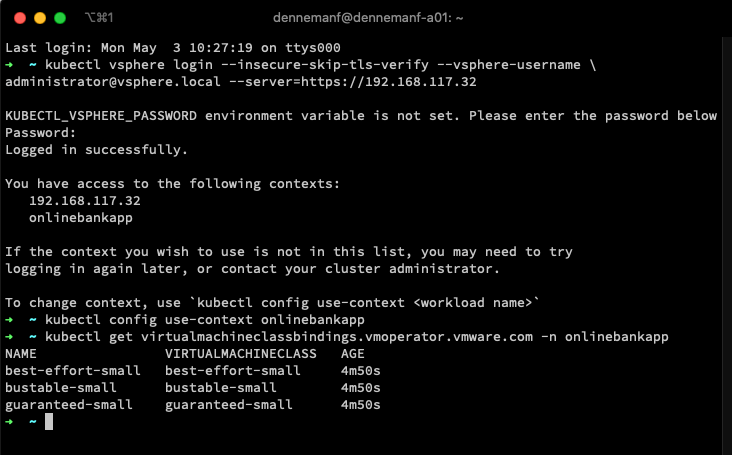 ⌥⌘1 dennemanf@dennemanf-a01: ~
Last login: Mon May  3 10:27:19 on ttys000
➜  ~ kubectl vsphere login --insecure-skip-tls-verify --vsphere-username \
administrator@vsphere.local --server=https://192.168.117.32
KUBECTL_VSPHERE_PASSWORD environment variable is not set. Please enter the password below
Password:
Logged in successfully.
You have access to the following contexts:
   192.168.117.32
   onlinebankapp
If the context you wish to use is not in this list, you may need to try
logging in again later, or contact your cluster administrator.
To change context, use `kubectl config use-context <workload name>`
➜  ~ kubectl config use-context onlinebankapp
➜  ~ kubectl get virtualmachineclassbindings.vmoperator.vmware.com -n onlinebankapp
NAME                VIRTUALMACHINECLASS   AGE
best-effort-small   best-effort-small     4m50s
bustable-small      bustable-small        4m50s
guaranteed-small    guaranteed-small      4m50s
➜  ~